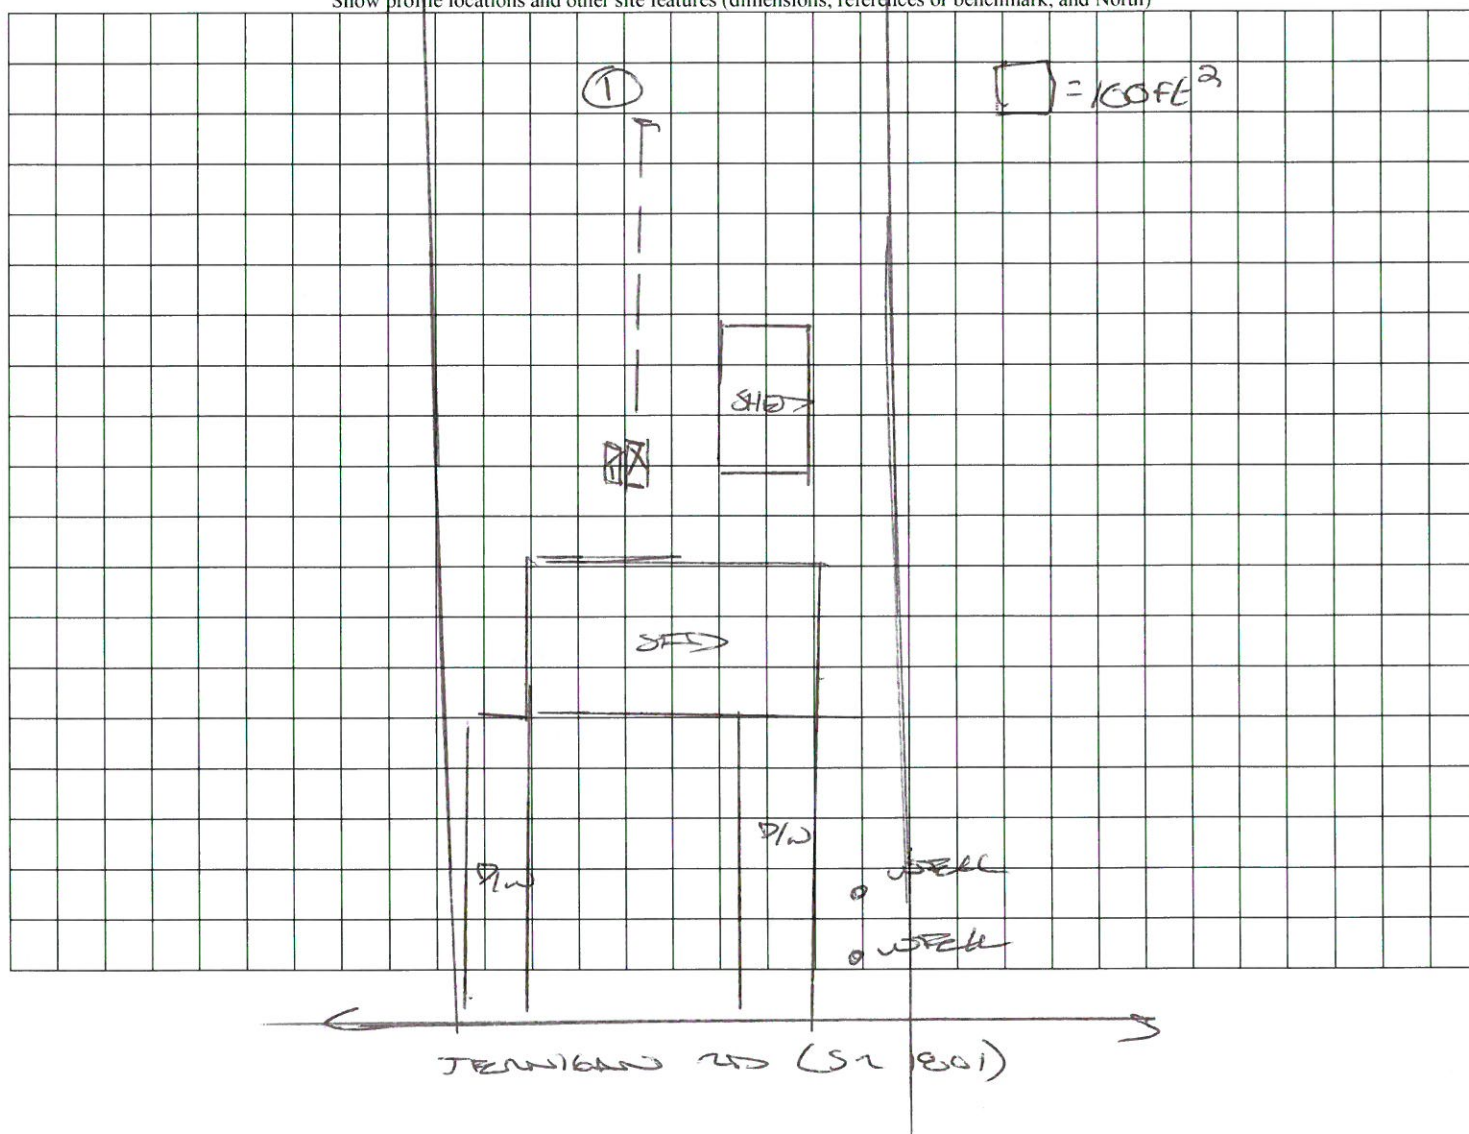 Show profile locations and other site features (dimensions, references or benchmark, and North)
1
= 100ft²
SHED
SFD
D/W
D/W
WELL
WELL
JERNIGAN RD (SR 1801)